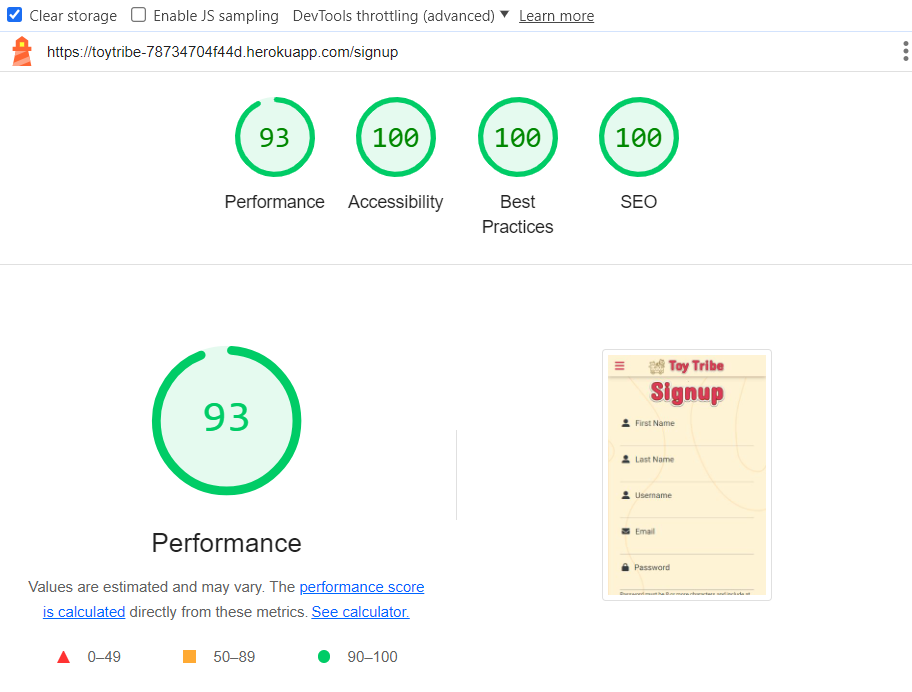 Clear storage Enable JS sampling DevTools throttling (advanced) Learn more
https://toytribe-78734704f44d.herokuapp.com/signup
93 100 100 100
Performance Accessibility Best Practices SEO
93
Performance
Values are estimated and may vary. The performance score
is calculated directly from these metrics. See calculator.
0–49 50–89 90–100
Toy Tribe
Signup
First Name
Last Name
Username
Email
Password